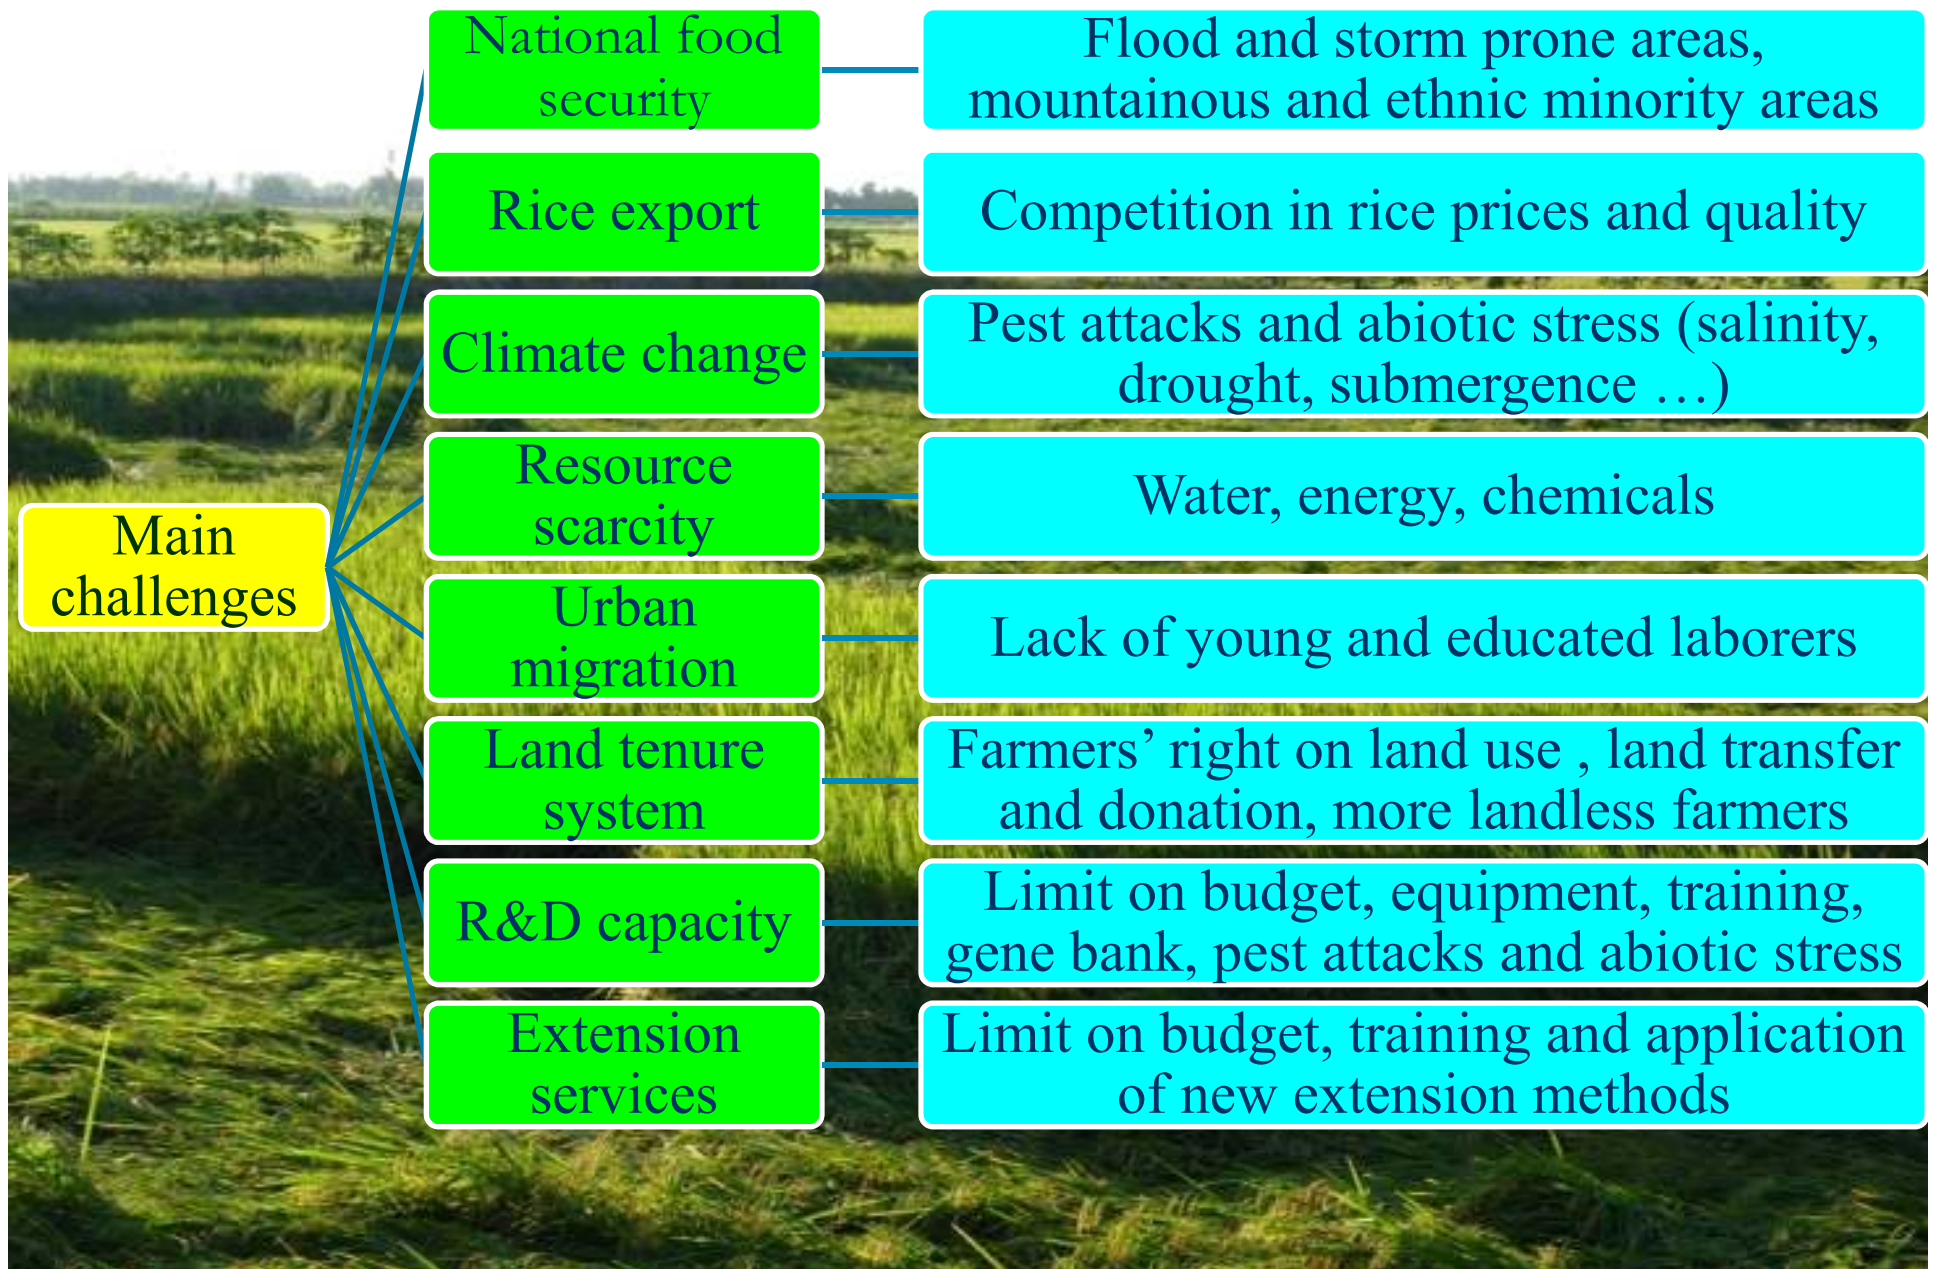 National food
security
Flood and storm prone areas,
mountainous and ethnic minority areas
Rice export
Competition in rice prices and quality
Climate change
Pest attacks and abiotic stress (salinity,
drought, submergence …)
Resource
scarcity
Water, energy, chemicals
Main
challenges
Urban
migration
Lack of young and educated laborers
Land tenure
system
Farmers’ right on land use , land transfer
and donation, more landless farmers
R&D capacity
Limit on budget, equipment, training,
gene bank, pest attacks and abiotic stress
Extension
services
Limit on budget, training and application
of new extension methods